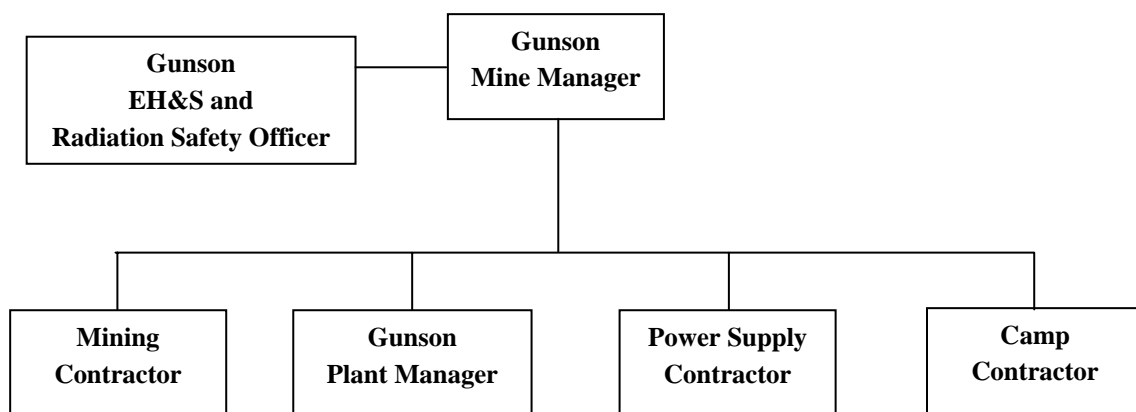 Gunson
Mine Manager
Gunson
EH&S and
Radiation Safety Officer
Mining
Contractor
Gunson
Plant Manager
Power Supply
Contractor
Camp
Contractor